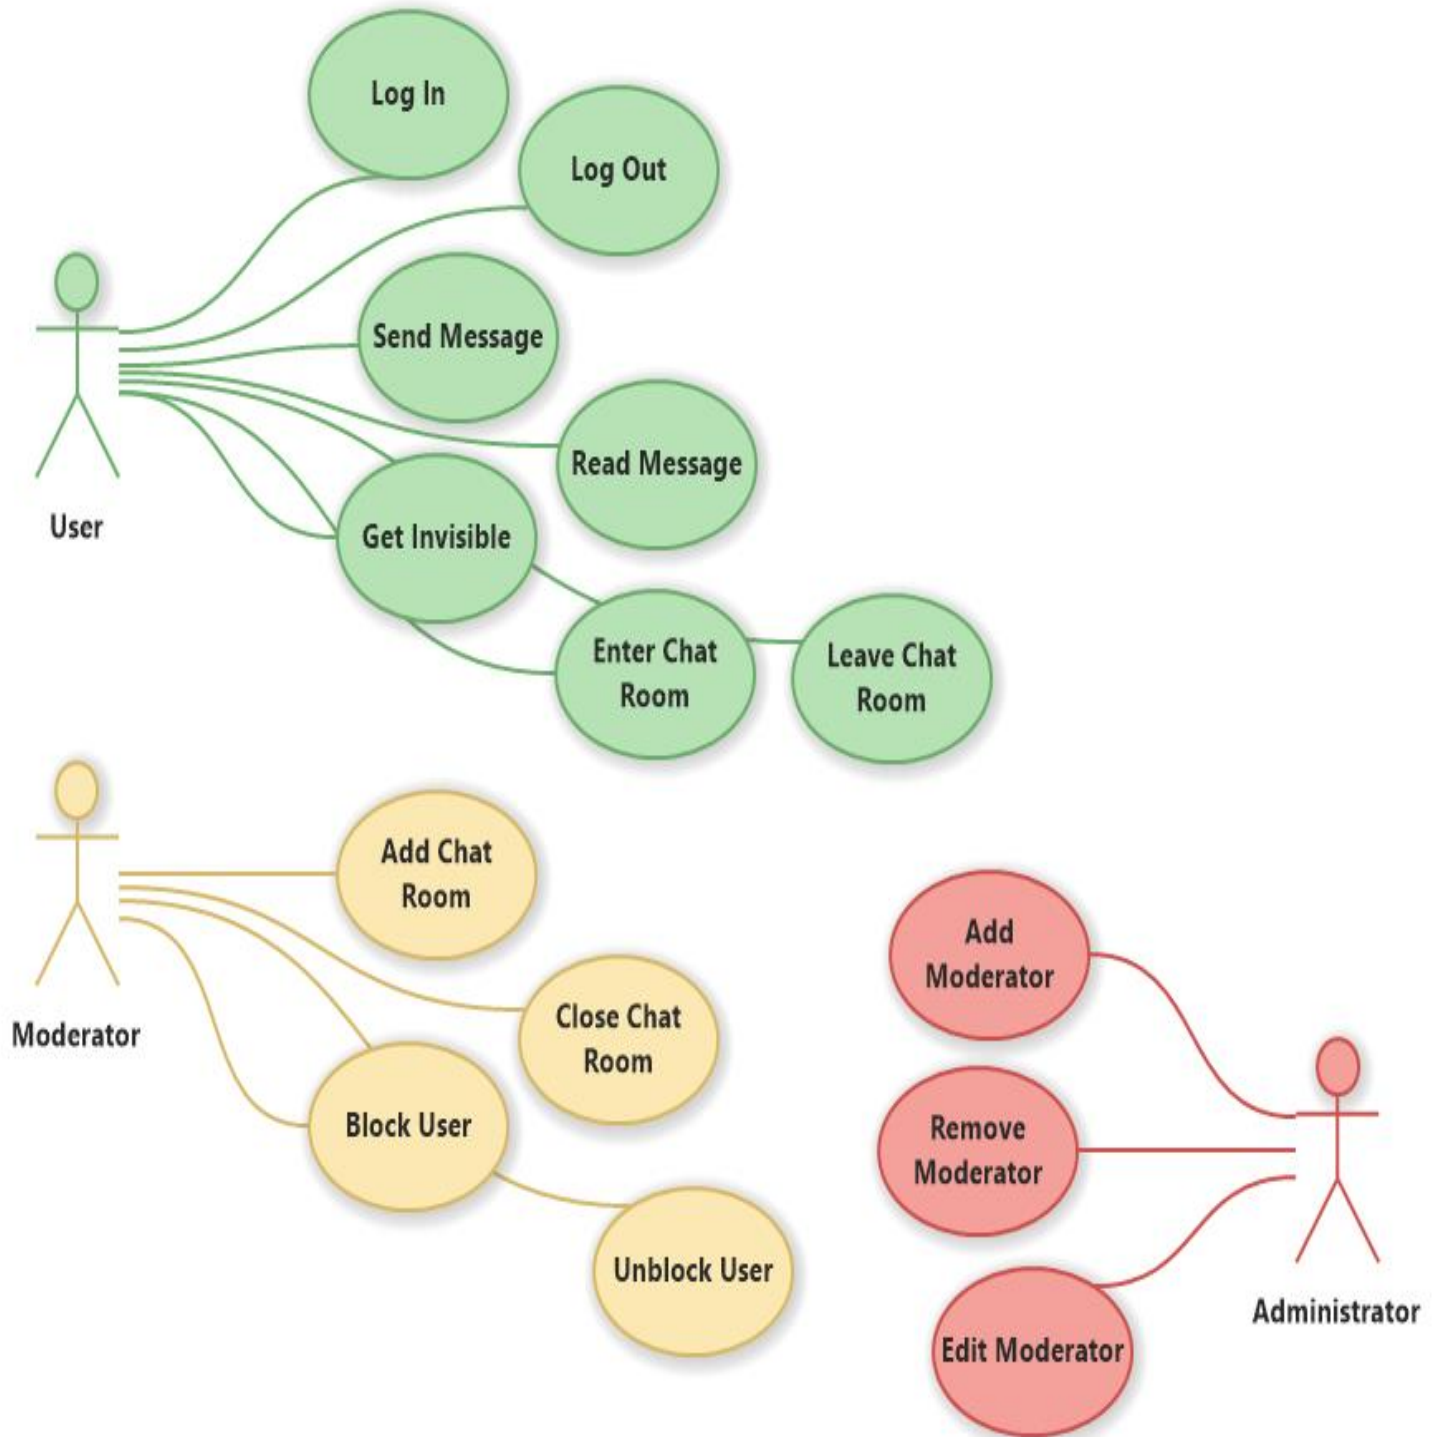 Log In
Log Out
Send Message
Read Message
User
Get Invisible
Enter Chat
Room
Leave Chat
Room
Add Chat
Room
Add
Moderator
Close Chat
Room
Moderator
Block User
Remove
Moderator
Unblock User
Administrator
Edit Moderator